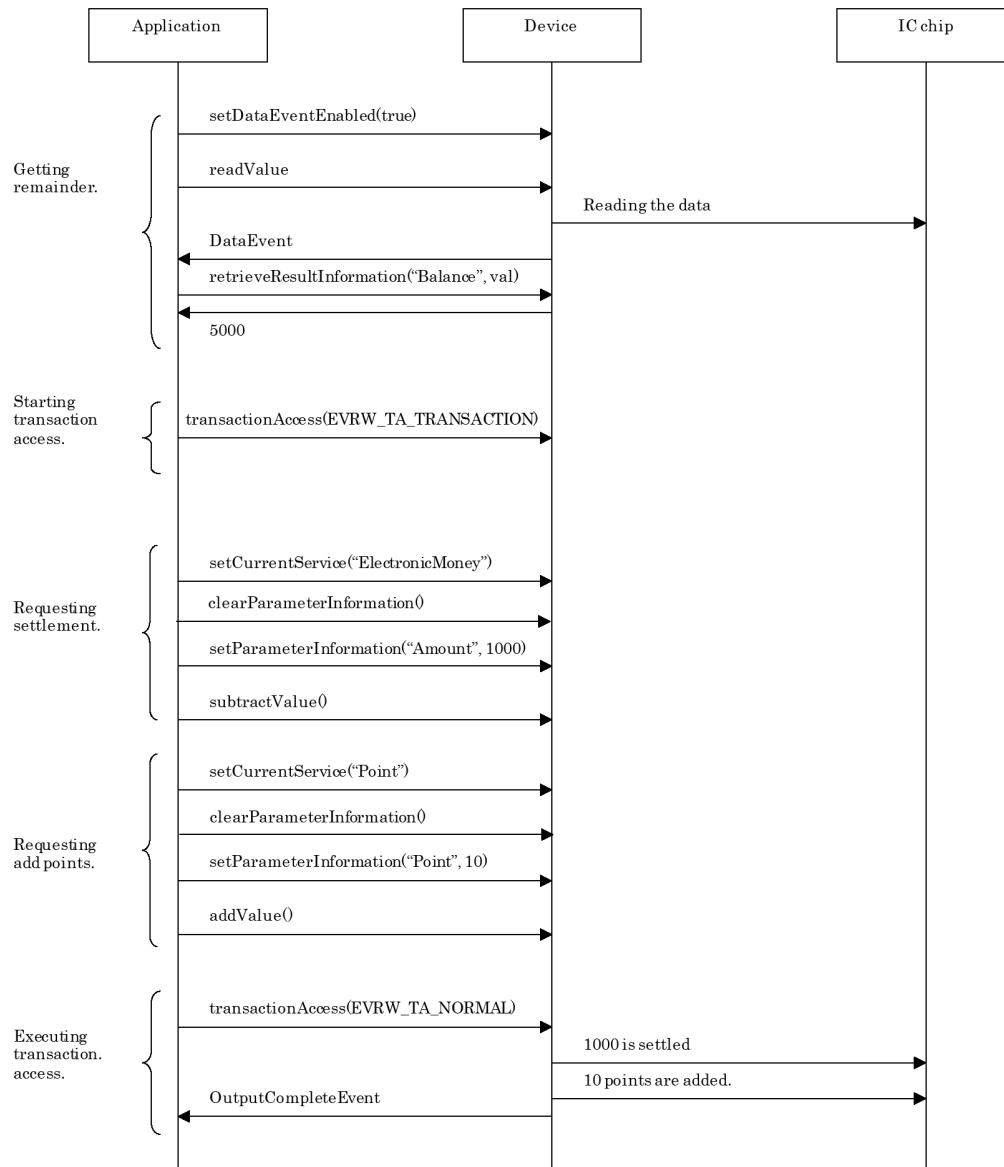 Application
Device
IC chip
setDataEventEnabled(true)
Getting
remainder.
readValue
Reading the data
DataEvent
retrieveResultInformation(“Balance”, val)
5000
Starting
transaction
access.
transactionAccess(EVRW_TA_TRANSACTION)
setCurrentService(“ElectronicMoney”)
Requesting
settlement.
clearParameterInformation()
setParameterInformation(“Amount”, 1000)
subtractValue()
setCurrentService(“Point”)
clearParameterInformation()
Requesting
add points.
setParameterInformation(“Point”, 10)
addValue()
transactionAccess(EVRW_TA_NORMAL)
Executing
transaction.
access.
1000 is settled
10 points are added.
OutputCompleteEvent